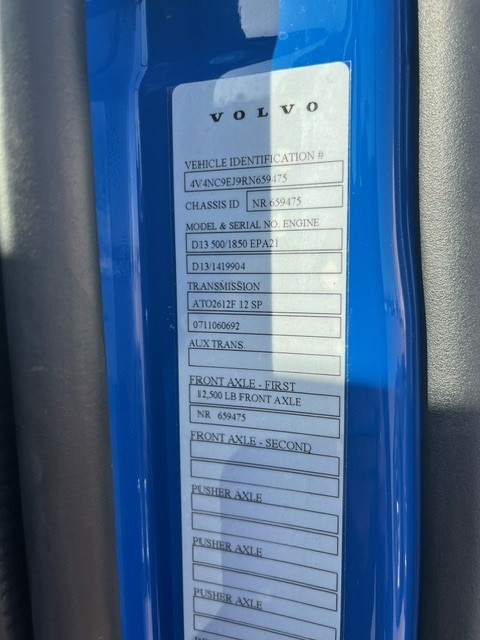 VOLVO
VEHICLE IDENTIFICATION #
4V4NC9EJ9RN659475
CHASSIS ID NR 659475
MODEL & SERIAL NO. ENGINE
D13 500/1850 EPA21
D13/1419904
TRANSMISSION
ATO2612F 12 SP
0711060692
AUX TRANS.
FRONT AXLE - FIRST
12,500 LB FRONT AXLE
NR 659475
FRONT AXLE - SECOND
PUSHER AXLE
PUSHER AXLE
PUSHER AXLE